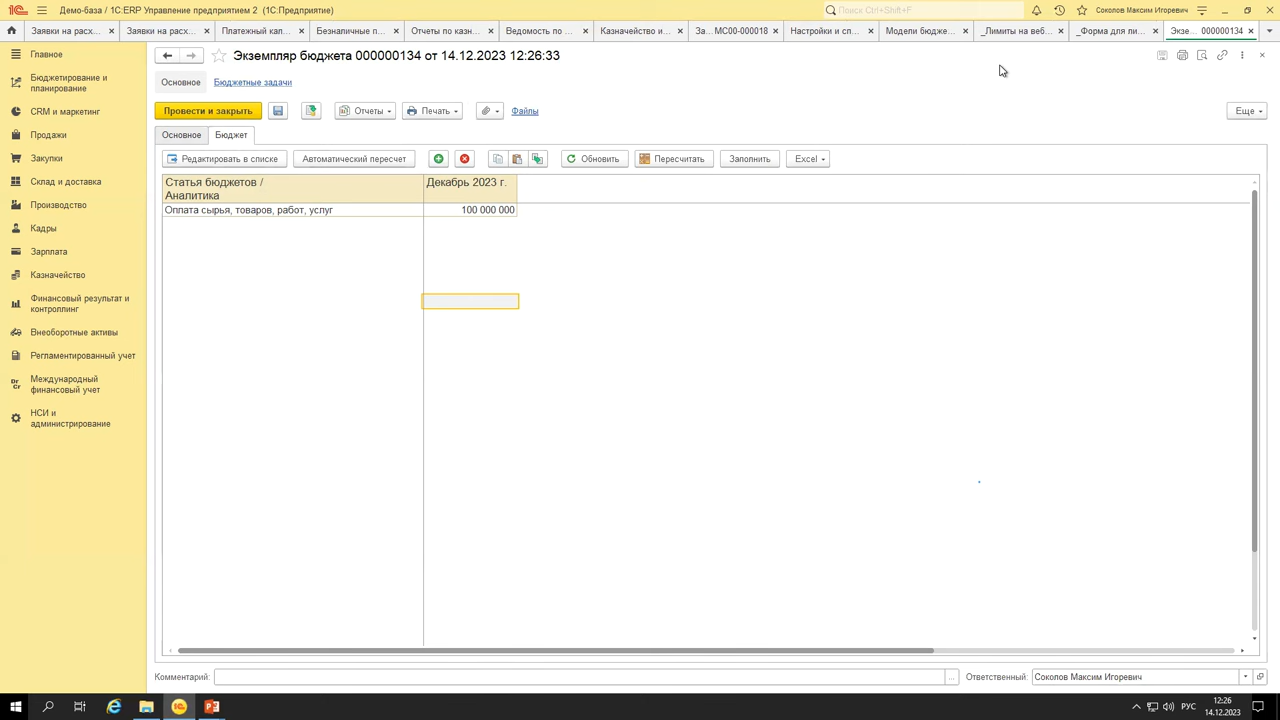 Демо-база / 1C:ERP Управление предприятием 2 (1С:Предприятие)
Поиск Ctrl+Shift+F
Соколов Максим Игоревич
Заявки на расх...
Заявки на расх...
Платежный кал...
Безналичные п...
Отчеты по казн...
Ведомость по ...
Казначейство и...
За... МС00-000018
Настройки и сп...
Модели бюдже...
_Лимиты на веб...
_Форма для ли...
Экзе... 000000134
Главное
Бюджетирование и
планирование
CRM и маркетинг
Продажи
Закупки
Склад и доставка
Производство
Кадры
Зарплата
Казначейство
Финансовый результат и
контроллинг
Внеоборотные активы
Регламентированный учет
Международный
финансовый учет
НСИ и
администрирование
Экземпляр бюджета 000000134 от 14.12.2023 12:26:33
Основное
Бюджетные задачи
Провести и закрыть
Отчеты
Печать
Файлы
Еще
Основное
Бюджет
Редактировать в списке
Автоматический пересчет
Обновить
Пересчитать
Заполнить
Excel
Статья бюджетов /
Аналитика
Декабрь 2023 г.
Оплата сырья, товаров, работ, услуг
100 000 000
Комментарий:
...
Ответственный:
Соколов Максим Игоревич
РУС
12:26
14.12.2023